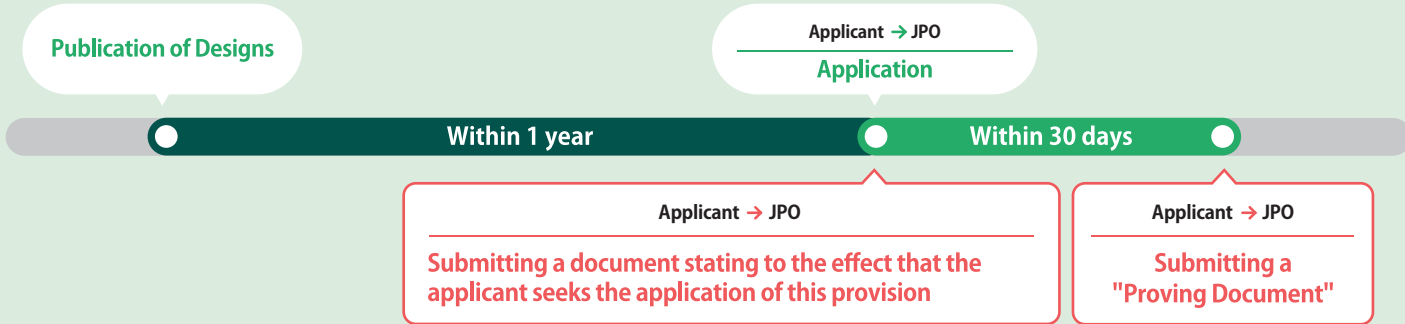 Publication of Designs
Applicant → JPO
Application
Within 1 year
Within 30 days
Applicant → JPO
Submitting a document stating to the effect that the
applicant seeks the application of this provision
Applicant → JPO
Submitting a
"Proving Document"